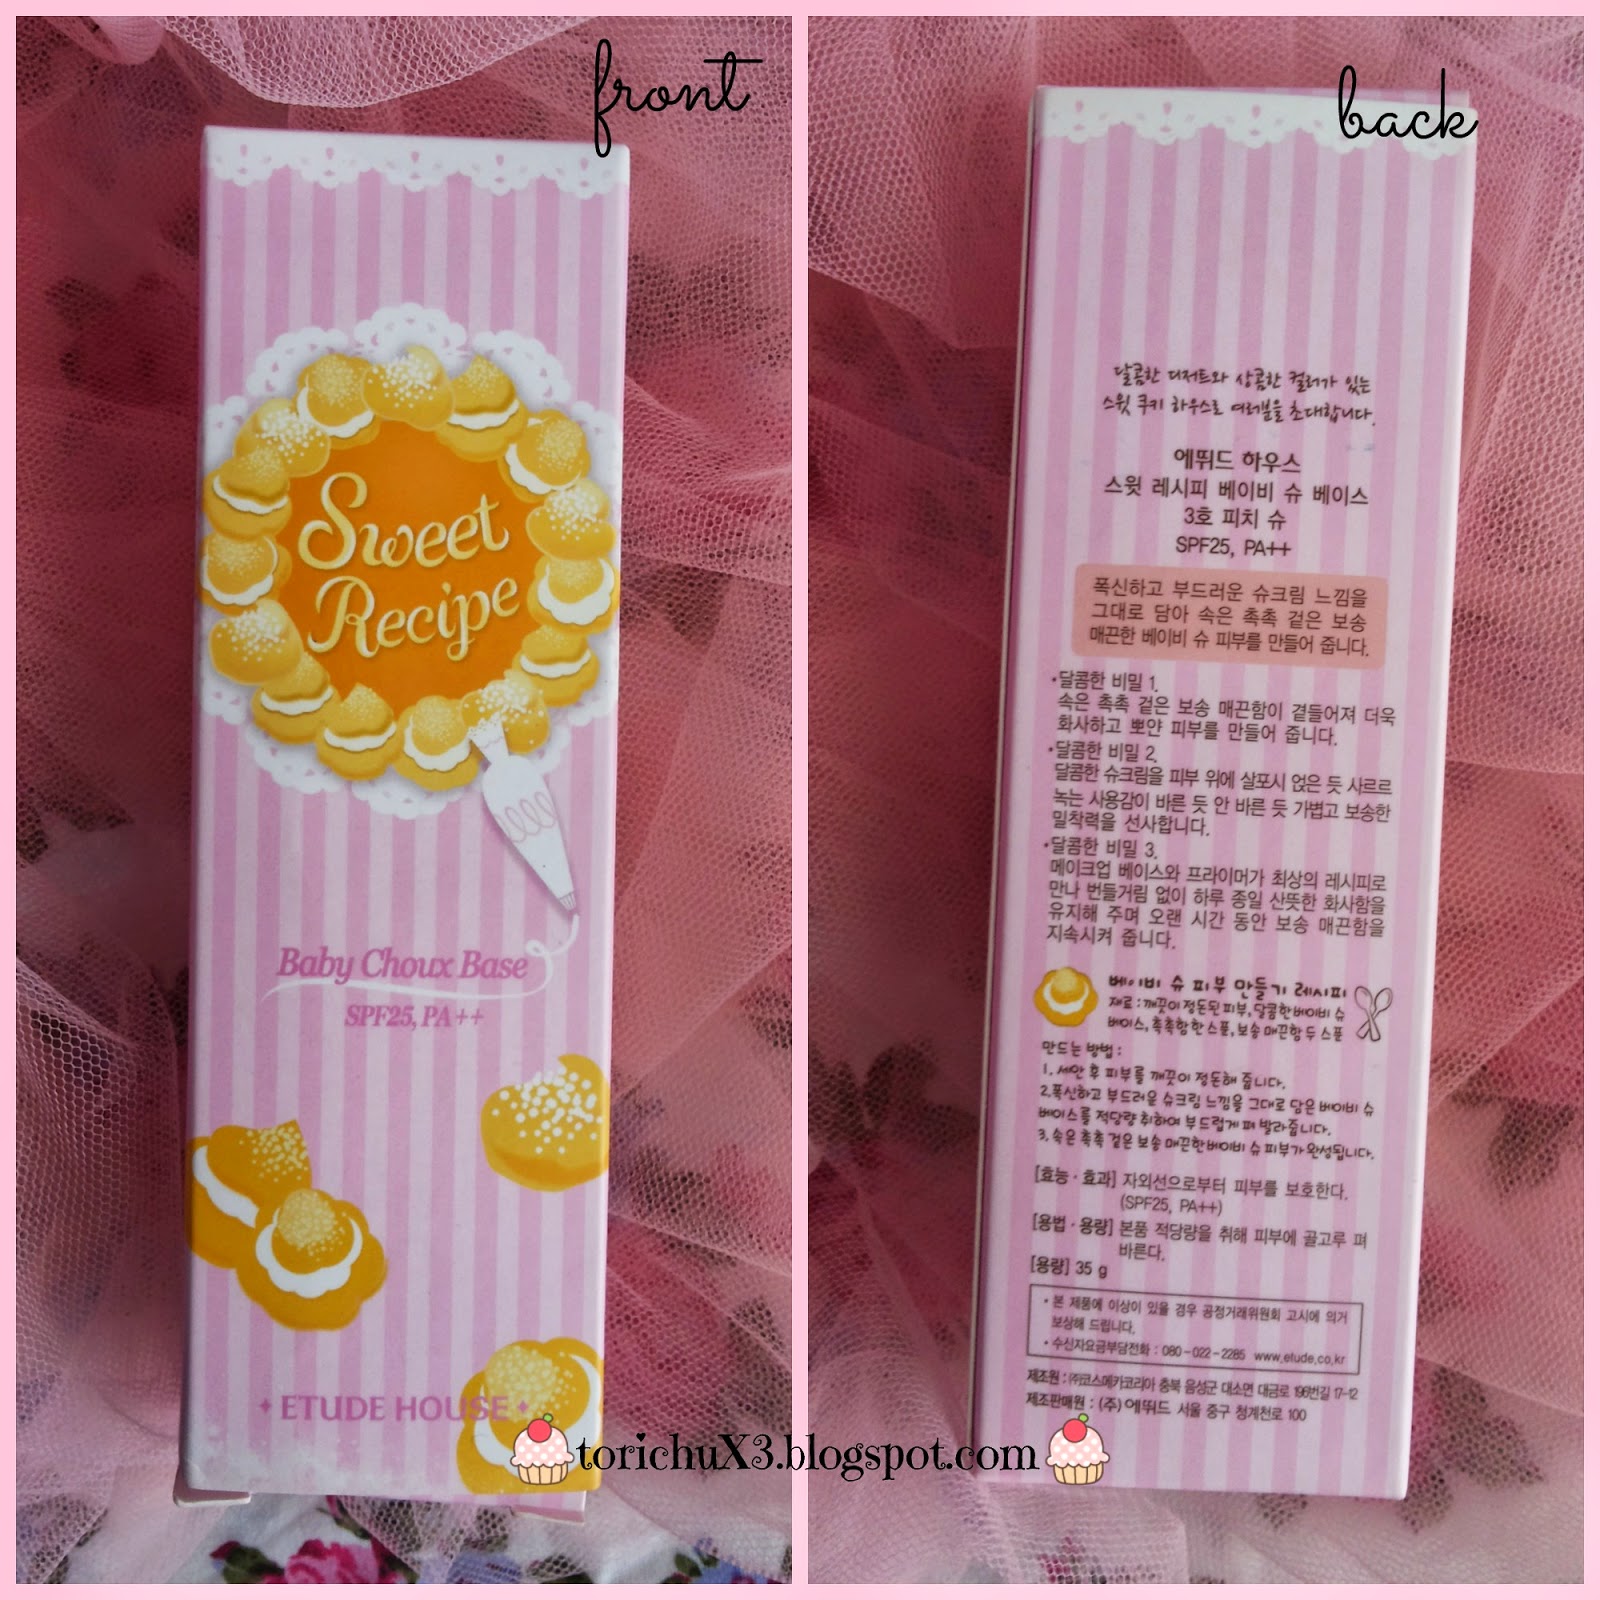 front
Sweet
Recipe
Baby Choux Base
SPF25, PA++
ETUDE HOUSE
back
달콤한 디저트와 상콤한 컬러가 있는
스윗 쿠키 하우스로 여러분을 초대합니다.
에뛰드 하우스
스윗 레시피 베이비 슈 베이스
3호 피치 슈
SPF25, PA++
폭신하고 부드러운 슈크림 느낌을
그대로 담아 속은 촉촉 겉은 보송
매끈한 베이비 슈 피부를 만들어 줍니다.
·달콤한 비밀 1.
속은 촉촉 겉은 보송 매끈함이 곁들어져 더욱
화사하고 뽀얀 피부를 만들어 줍니다.
·달콤한 비밀 2.
달콤한 슈크림을 피부 위에 살포시 얹은 듯 사르르
녹는 사용감이 바른 듯 안 바른 듯 가볍고 보송한
밀착력을 선사합니다.
·달콤한 비밀 3.
메이크업 베이스와 프라이머가 최상의 레시피로
만나 번들거림 없이 하루 종일 산뜻한 화사함을
유지해 주며 오랜 시간 동안 보송 매끈함을
지속시켜 줍니다.
베이비 슈 피부 만들기 레시피
재료 : 깨끗이 정돈된 피부, 달콤한 베이비 슈
베이스, 촉촉함 한 스푼, 보송 매끈함 두 스푼
만드는 방법 :
1. 세안 후 피부를 깨끗이 정돈해 줍니다.
2. 폭신하고 부드러운 슈크림 느낌을 그대로 담은 베이비 슈
베이스를 적당량 취하여 부드럽게 펴 발라줍니다.
3. 속은 촉촉 겉은 보송 매끈한 베이비 슈 피부가 완성됩니다.
[효능·효과] 자외선으로부터 피부를 보호한다.
(SPF25, PA++)
[용법·용량] 본품 적당량을 취해 피부에 골고루 펴
바른다.
[용량] 35 g
· 본 제품에 이상이 있을 경우 공정거래위원회 고시에 의거
보상해 드립니다.
· 수신자요금부담전화 : 080-022-2285 www.etude.co.kr
제조원 : ㈜코스메카코리아 충북 음성군 대소면 대금로 196번길 17-12
제조판매원 : (주)에뛰드 서울 중구 청계천로 100
torichuX3.blogspot.com